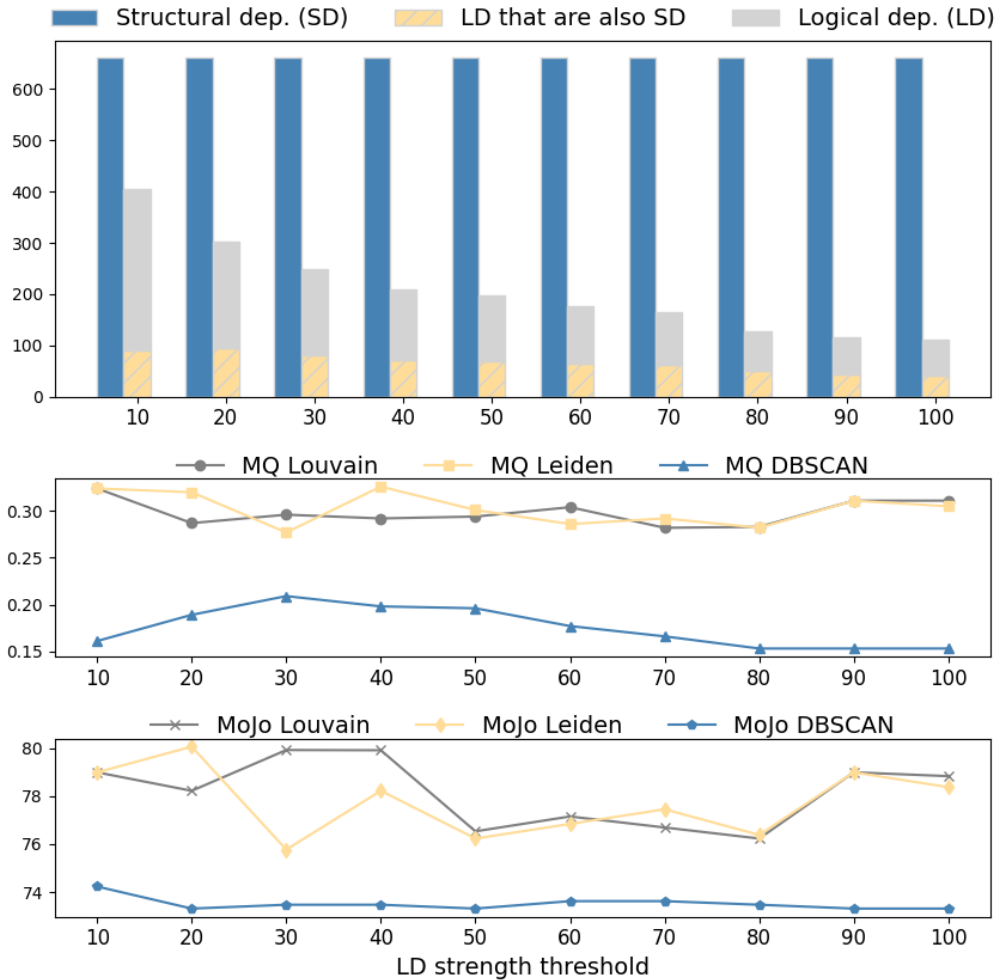 Structural dep. (SD) LD that are also SD Logical dep. (LD)
600
500
400
300
200
100
0
10 20 30 40 50 60 70 80 90 100
MQ Louvain MQ Leiden MQ DBSCAN
0.30
0.25
0.20
0.15
10 20 30 40 50 60 70 80 90 100
MoJo Louvain MoJo Leiden MoJo DBSCAN
80
78
76
74
10 20 30 40 50 60 70 80 90 100
LD strength threshold